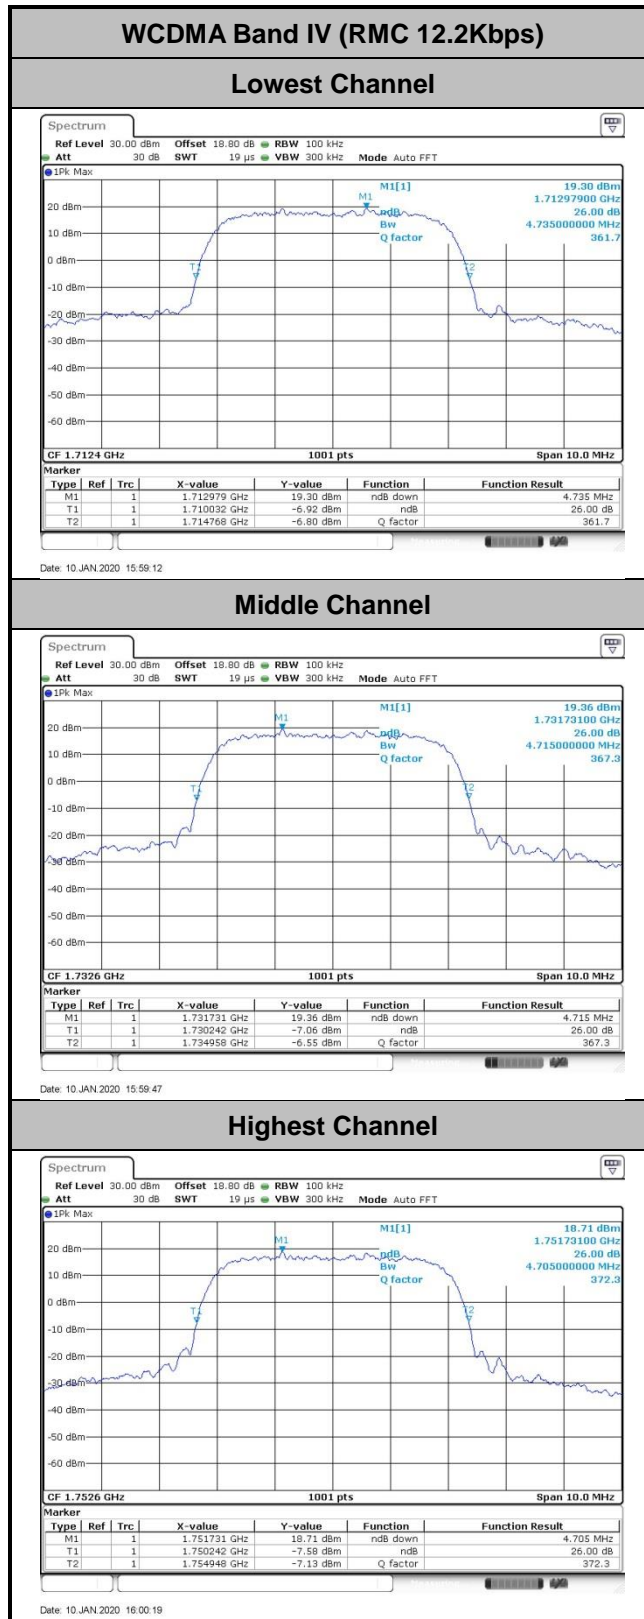 WCDMA Band IV (RMC 12.2Kbps)
Lowest Channel
Spectrum
Ref Level 30.00 dBm Offset 18.80 dB RBW 100 kHz
Att 30 dB SWT 19 µs VBW 300 kHz Mode Auto FFT
1Pk Max
M1[1] 19.30 dBm
1.71297900 GHz
ndB 26.00 dB
Bw 4.735000000 MHz
Q factor 361.7
M1
T1
T2
20 dBm
10 dBm
0 dBm
-10 dBm
-20 dBm
-30 dBm
-40 dBm
-50 dBm
-60 dBm
CF 1.7124 GHz 1001 pts Span 10.0 MHz
Marker
Type Ref Trc X-value Y-value Function Function Result
M1 1 1.712979 GHz 19.30 dBm ndB down 4.735 MHz
T1 1 1.710032 GHz -6.92 dBm ndB 26.00 dB
T2 1 1.714768 GHz -6.80 dBm Q factor 361.7
Date: 10.JAN.2020 15:59:12
Middle Channel
Spectrum
Ref Level 30.00 dBm Offset 18.80 dB RBW 100 kHz
Att 30 dB SWT 19 µs VBW 300 kHz Mode Auto FFT
1Pk Max
M1[1] 19.36 dBm
1.73173100 GHz
ndB 26.00 dB
Bw 4.715000000 MHz
Q factor 367.3
M1
T1
T2
20 dBm
10 dBm
0 dBm
-10 dBm
-20 dBm
-30 dBm
-40 dBm
-50 dBm
-60 dBm
CF 1.7326 GHz 1001 pts Span 10.0 MHz
Marker
Type Ref Trc X-value Y-value Function Function Result
M1 1 1.731731 GHz 19.36 dBm ndB down 4.715 MHz
T1 1 1.730242 GHz -7.06 dBm ndB 26.00 dB
T2 1 1.734958 GHz -6.55 dBm Q factor 367.3
Date: 10.JAN.2020 15:59:47
Highest Channel
Spectrum
Ref Level 30.00 dBm Offset 18.80 dB RBW 100 kHz
Att 30 dB SWT 19 µs VBW 300 kHz Mode Auto FFT
1Pk Max
M1[1] 18.71 dBm
1.75173100 GHz
ndB 26.00 dB
Bw 4.705000000 MHz
Q factor 372.3
M1
T1
T2
20 dBm
10 dBm
0 dBm
-10 dBm
-20 dBm
-30 dBm
-40 dBm
-50 dBm
-60 dBm
CF 1.7526 GHz 1001 pts Span 10.0 MHz
Marker
Type Ref Trc X-value Y-value Function Function Result
M1 1 1.751731 GHz 18.71 dBm ndB down 4.705 MHz
T1 1 1.750242 GHz -7.58 dBm ndB 26.00 dB
T2 1 1.754948 GHz -7.13 dBm Q factor 372.3
Date: 10.JAN.2020 16:00:19